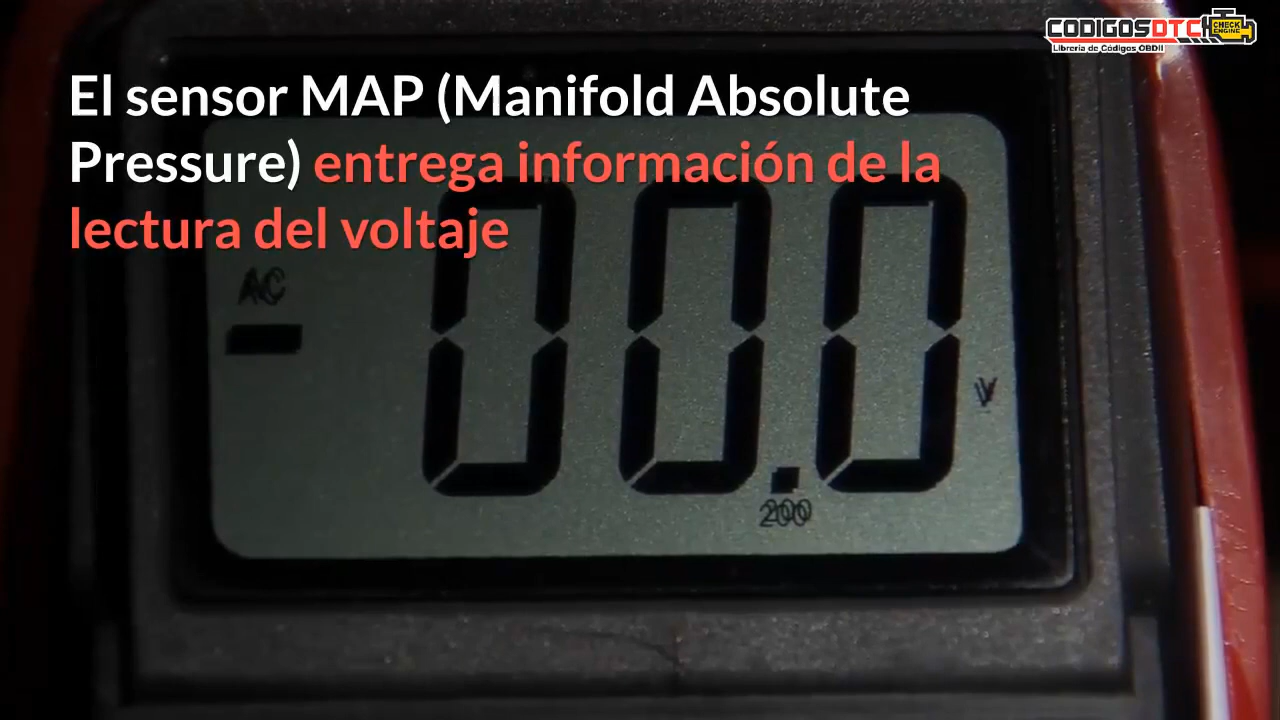 CODIGOSDTC
CHECK
ENGINE
Libreria de Códigos OBDII
El sensor MAP (Manifold Absolute
Pressure) entrega información de la
lectura del voltaje
AC
- 00.0
V
200